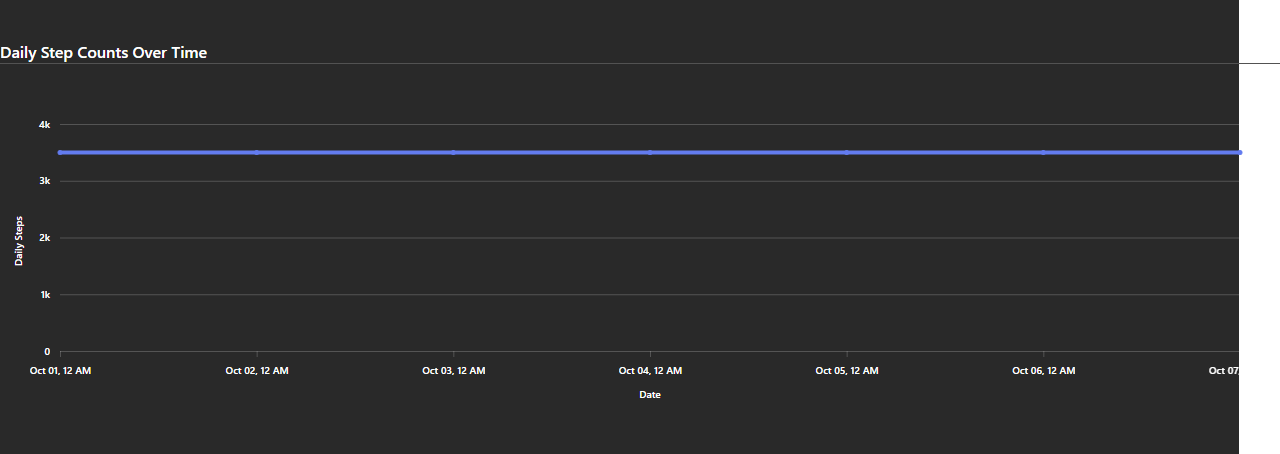 Daily Step Counts Over Time
4k
3k
2k
1k
0
Daily Steps
Oct 01, 12 AM
Oct 02, 12 AM
Oct 03, 12 AM
Oct 04, 12 AM
Oct 05, 12 AM
Oct 06, 12 AM
Oct 07,
Date